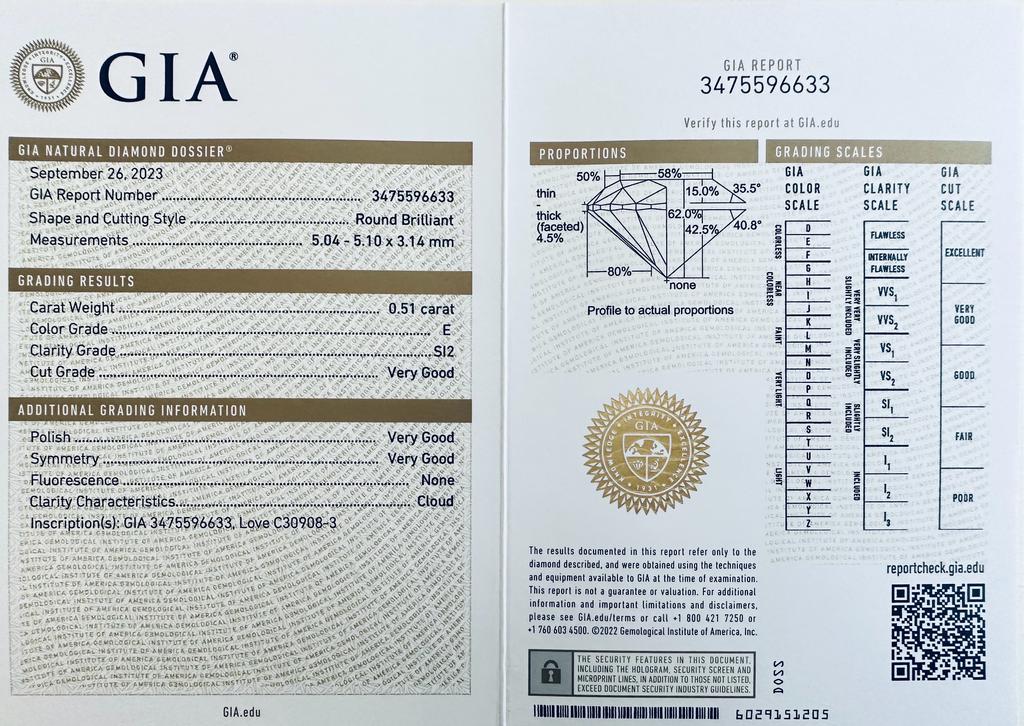 GIA®
GIA NATURAL DIAMOND DOSSIER®
September 26, 2023
GIA Report Number 3475596633
Shape and Cutting Style Round Brilliant
Measurements 5.04 - 5.10 x 3.14 mm
GRADING RESULTS
Carat Weight 0.51 carat
Color Grade E
Clarity Grade SI2
Cut Grade Very Good
ADDITIONAL GRADING INFORMATION
Polish Very Good
Symmetry Very Good
Fluorescence None
Clarity Characteristics Cloud
Inscription(s): GIA 3475596633, Love C30908-3
GIA.edu
GIA REPORT
3475596633
Verify this report at GIA.edu
PROPORTIONS
50%
58%
thin
-
thick
(faceted)
4.5%
15.0%
35.5°
62.0%
42.5%
40.8°
80%
none
Profile to actual proportions
GRADING SCALES
GIA
COLOR
SCALE
COLORLESS
NEAR
COLORLESS
FAINT
VERY LIGHT
LIGHT
D
E
F
G
H
I
J
K
L
M
N
O
P
Q
R
S
T
U
V
W
X
Y
Z
GIA
CLARITY
SCALE
VERY VERY
SLIGHTLY INCLUDED
VERY SLIGHTLY
INCLUDED
SLIGHTLY
INCLUDED
INCLUDED
FLAWLESS
INTERNALLY
FLAWLESS
VVS1
VVS2
VS1
VS2
SI1
SI2
I1
I2
I3
GIA
CUT
SCALE
EXCELLENT
VERY
GOOD
GOOD
FAIR
POOR
The results documented in this report refer only to the
diamond described, and were obtained using the techniques
and equipment available to GIA at the time of examination.
This report is not a guarantee or valuation. For additional
information and important limitations and disclaimers,
please see GIA.edu/terms or call +1 800 421 7250 or
+1 760 603 4500. ©2022 Gemological Institute of America, Inc.
THE SECURITY FEATURES IN THIS DOCUMENT,
INCLUDING THE HOLOGRAM, SECURITY SCREEN AND
MICROPRINT LINES, IN ADDITION TO THOSE NOT LISTED,
EXCEED DOCUMENT SECURITY INDUSTRY GUIDELINES.
reportcheck.gia.edu
DOSS
6029151205